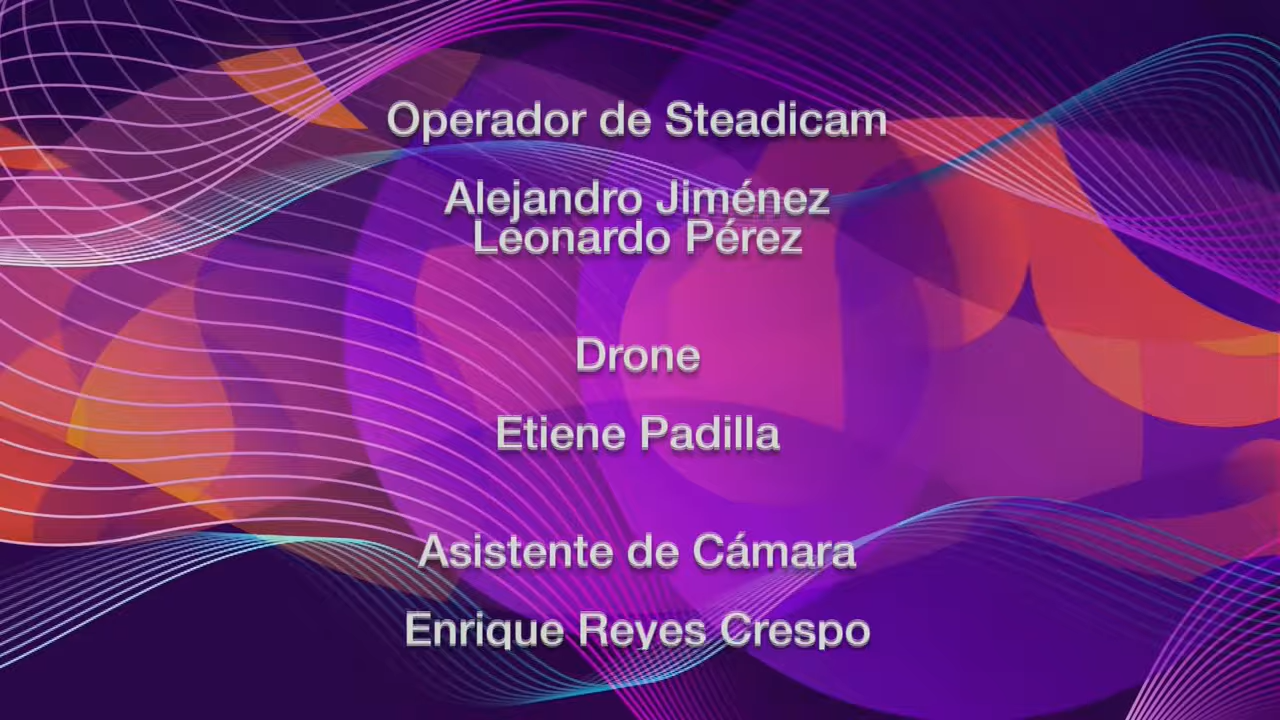 Operador de Steadicam
Alejandro Jiménez
Leonardo Pérez
Drone
Etiene Padilla
Asistente de Cámara
Enrique Reyes Crespo